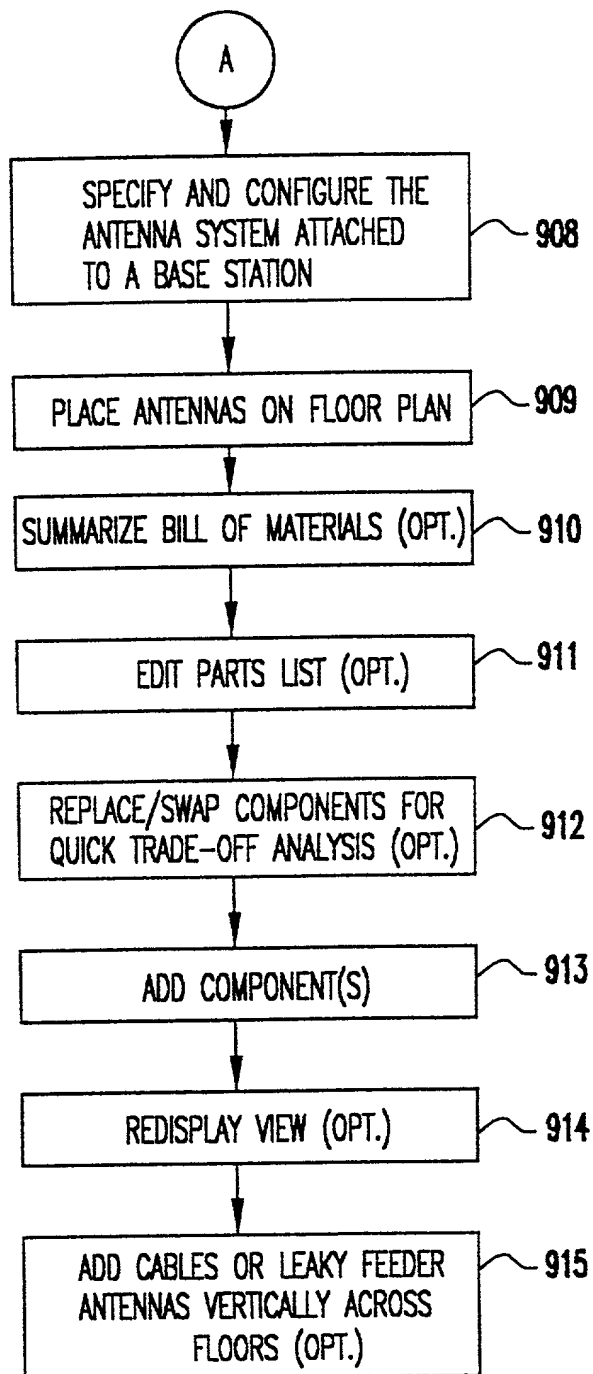 A
SPECIFY AND CONFIGURE THE
ANTENNA SYSTEM ATTACHED
TO A BASE STATION
908
PLACE ANTENNAS ON FLOOR PLAN
909
SUMMARIZE BILL OF MATERIALS (OPT.)
910
EDIT PARTS LIST (OPT.)
911
REPLACE/SWAP COMPONENTS FOR
QUICK TRADE-OFF ANALYSIS (OPT.)
912
ADD COMPONENT(S)
913
REDISPLAY VIEW (OPT.)
914
ADD CABLES OR LEAKY FEEDER
ANTENNAS VERTICALLY ACROSS
FLOORS (OPT.)
915